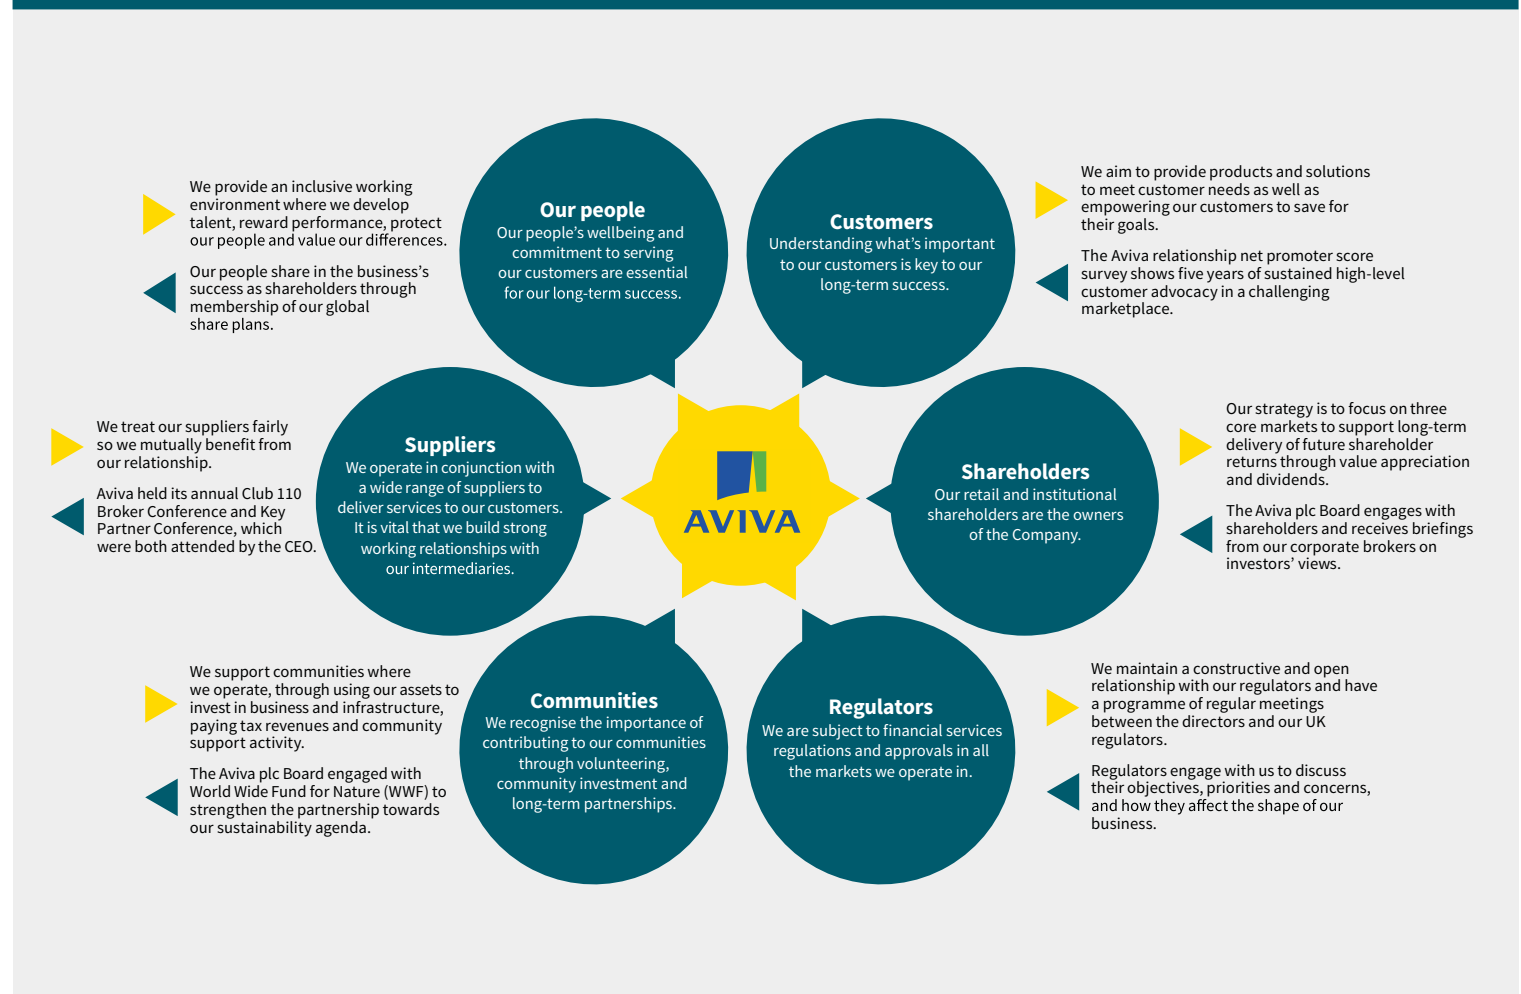 Our people
Our people's wellbeing and
commitment to serving
our customers are essential
for our long-term success.
We provide an inclusive working
environment where we develop
talent, reward performance, protect
our people and value our differences.
Our people share in the business's
success as shareholders through
membership of our global
share plans.
Customers
Understanding what's important
to our customers is key to our
long-term success.
We aim to provide products and solutions
to meet customer needs as well as
empowering our customers to save for
their goals.
The Aviva relationship net promoter score
survey shows five years of sustained high-level
customer advocacy in a challenging
marketplace.
Suppliers
We operate in conjunction with
a wide range of suppliers to
deliver services to our customers.
It is vital that we build strong
working relationships with
our intermediaries.
We treat our suppliers fairly
so we mutually benefit from
our relationship.
Aviva held its annual Club 110
Broker Conference and Key
Partner Conference, which
were both attended by the CEO.
AVIVA
Shareholders
Our retail and institutional
shareholders are the owners
of the Company.
Our strategy is to focus on three
core markets to support long-term
delivery of future shareholder
returns through value appreciation
and dividends.
The Aviva plc Board engages with
shareholders and receives briefings
from our corporate brokers on
investors' views.
Communities
We recognise the importance of
contributing to our communities
through volunteering,
community investment and
long-term partnerships.
We support communities where
we operate, through using our assets to
invest in business and infrastructure,
paying tax revenues and community
support activity.
The Aviva plc Board engaged with
World Wide Fund for Nature (WWF) to
strengthen the partnership towards
our sustainability agenda.
Regulators
We are subject to financial services
regulations and approvals in all
the markets we operate in.
We maintain a constructive and open
relationship with our regulators and have
a programme of regular meetings
between the directors and our UK
regulators.
Regulators engage with us to discuss
their objectives, priorities and concerns,
and how they affect the shape of our
business.